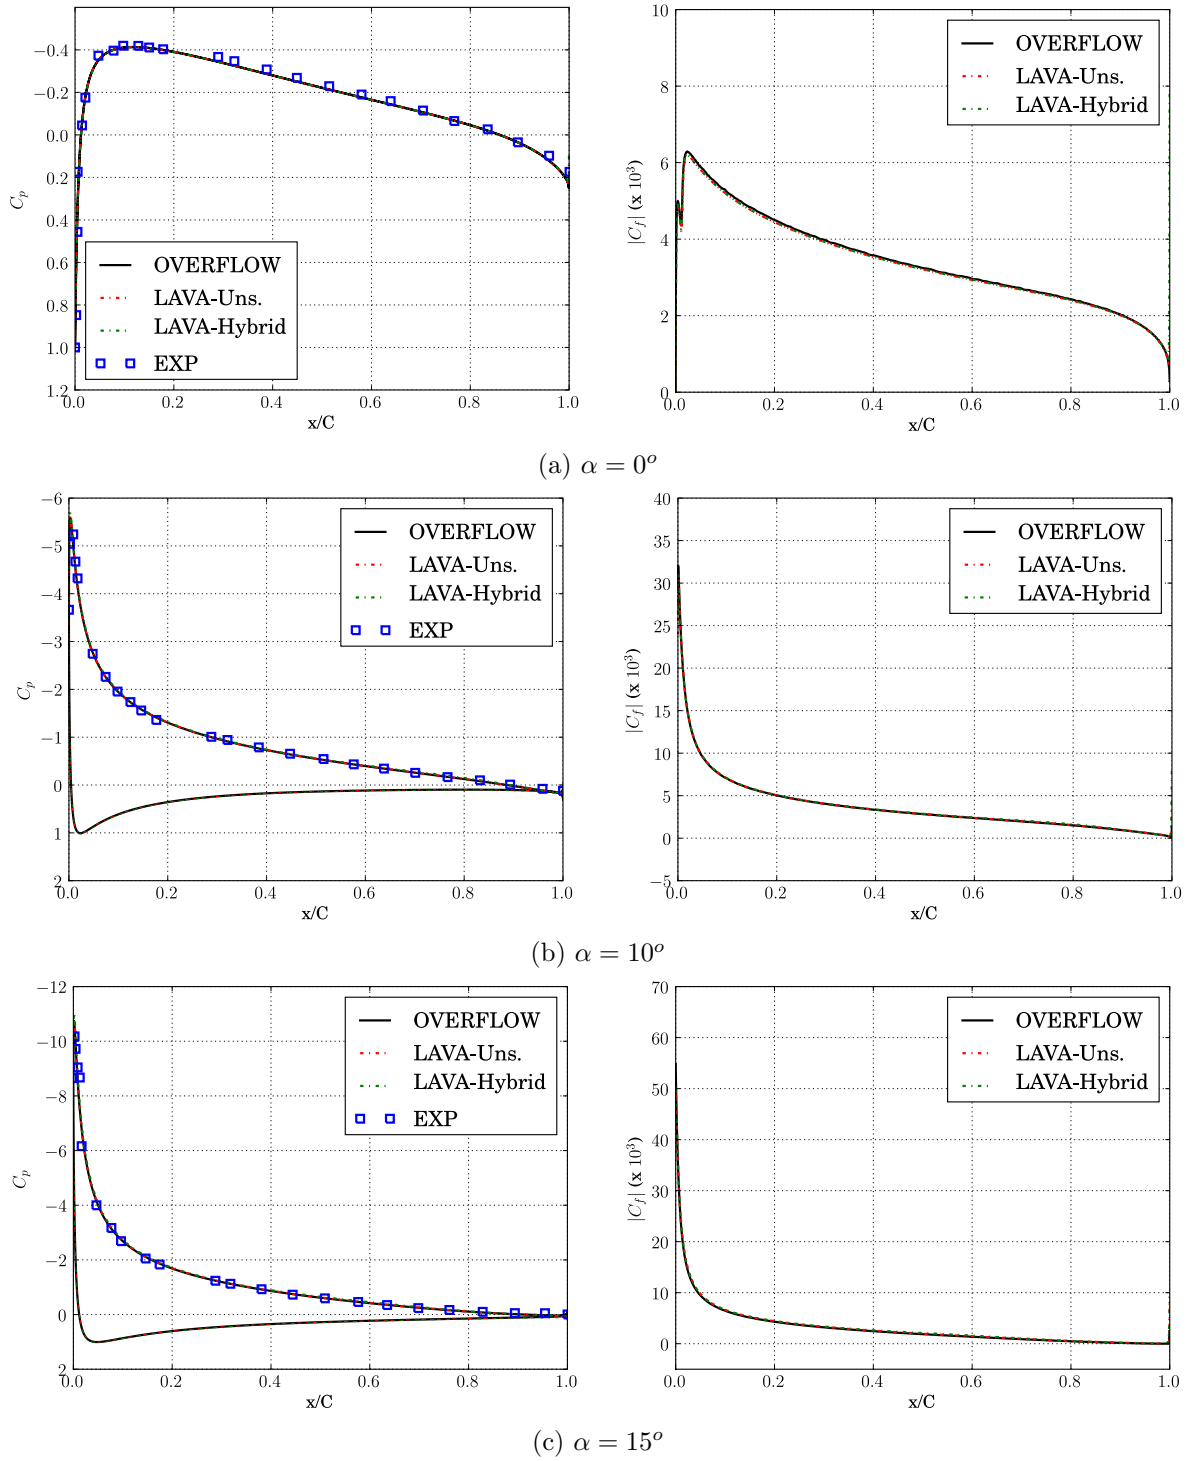 −0.4
−0.2
0.0
0.2
0.4
0.6
0.8
1.0
1.2
C_p
OVERFLOW
LAVA-Uns.
LAVA-Hybrid
EXP
0.0 0.2 0.4 0.6 0.8 1.0
x/C
10
8
6
4
2
0
|C_f| (x 10³)
OVERFLOW
LAVA-Uns.
LAVA-Hybrid
0.0 0.2 0.4 0.6 0.8 1.0
x/C
(a) α = 0°
−6
−5
−4
−3
−2
−1
0
1
2
C_p
OVERFLOW
LAVA-Uns.
LAVA-Hybrid
EXP
0.0 0.2 0.4 0.6 0.8 1.0
x/C
40
35
30
25
20
15
10
5
0
−5
|C_f| (x 10³)
OVERFLOW
LAVA-Uns.
LAVA-Hybrid
0.0 0.2 0.4 0.6 0.8 1.0
x/C
(b) α = 10°
−12
−10
−8
−6
−4
−2
0
2
C_p
OVERFLOW
LAVA-Uns.
LAVA-Hybrid
EXP
0.0 0.2 0.4 0.6 0.8 1.0
x/C
70
60
50
40
30
20
10
0
|C_f| (x 10³)
OVERFLOW
LAVA-Uns.
LAVA-Hybrid
0.0 0.2 0.4 0.6 0.8 1.0
x/C
(c) α = 15°